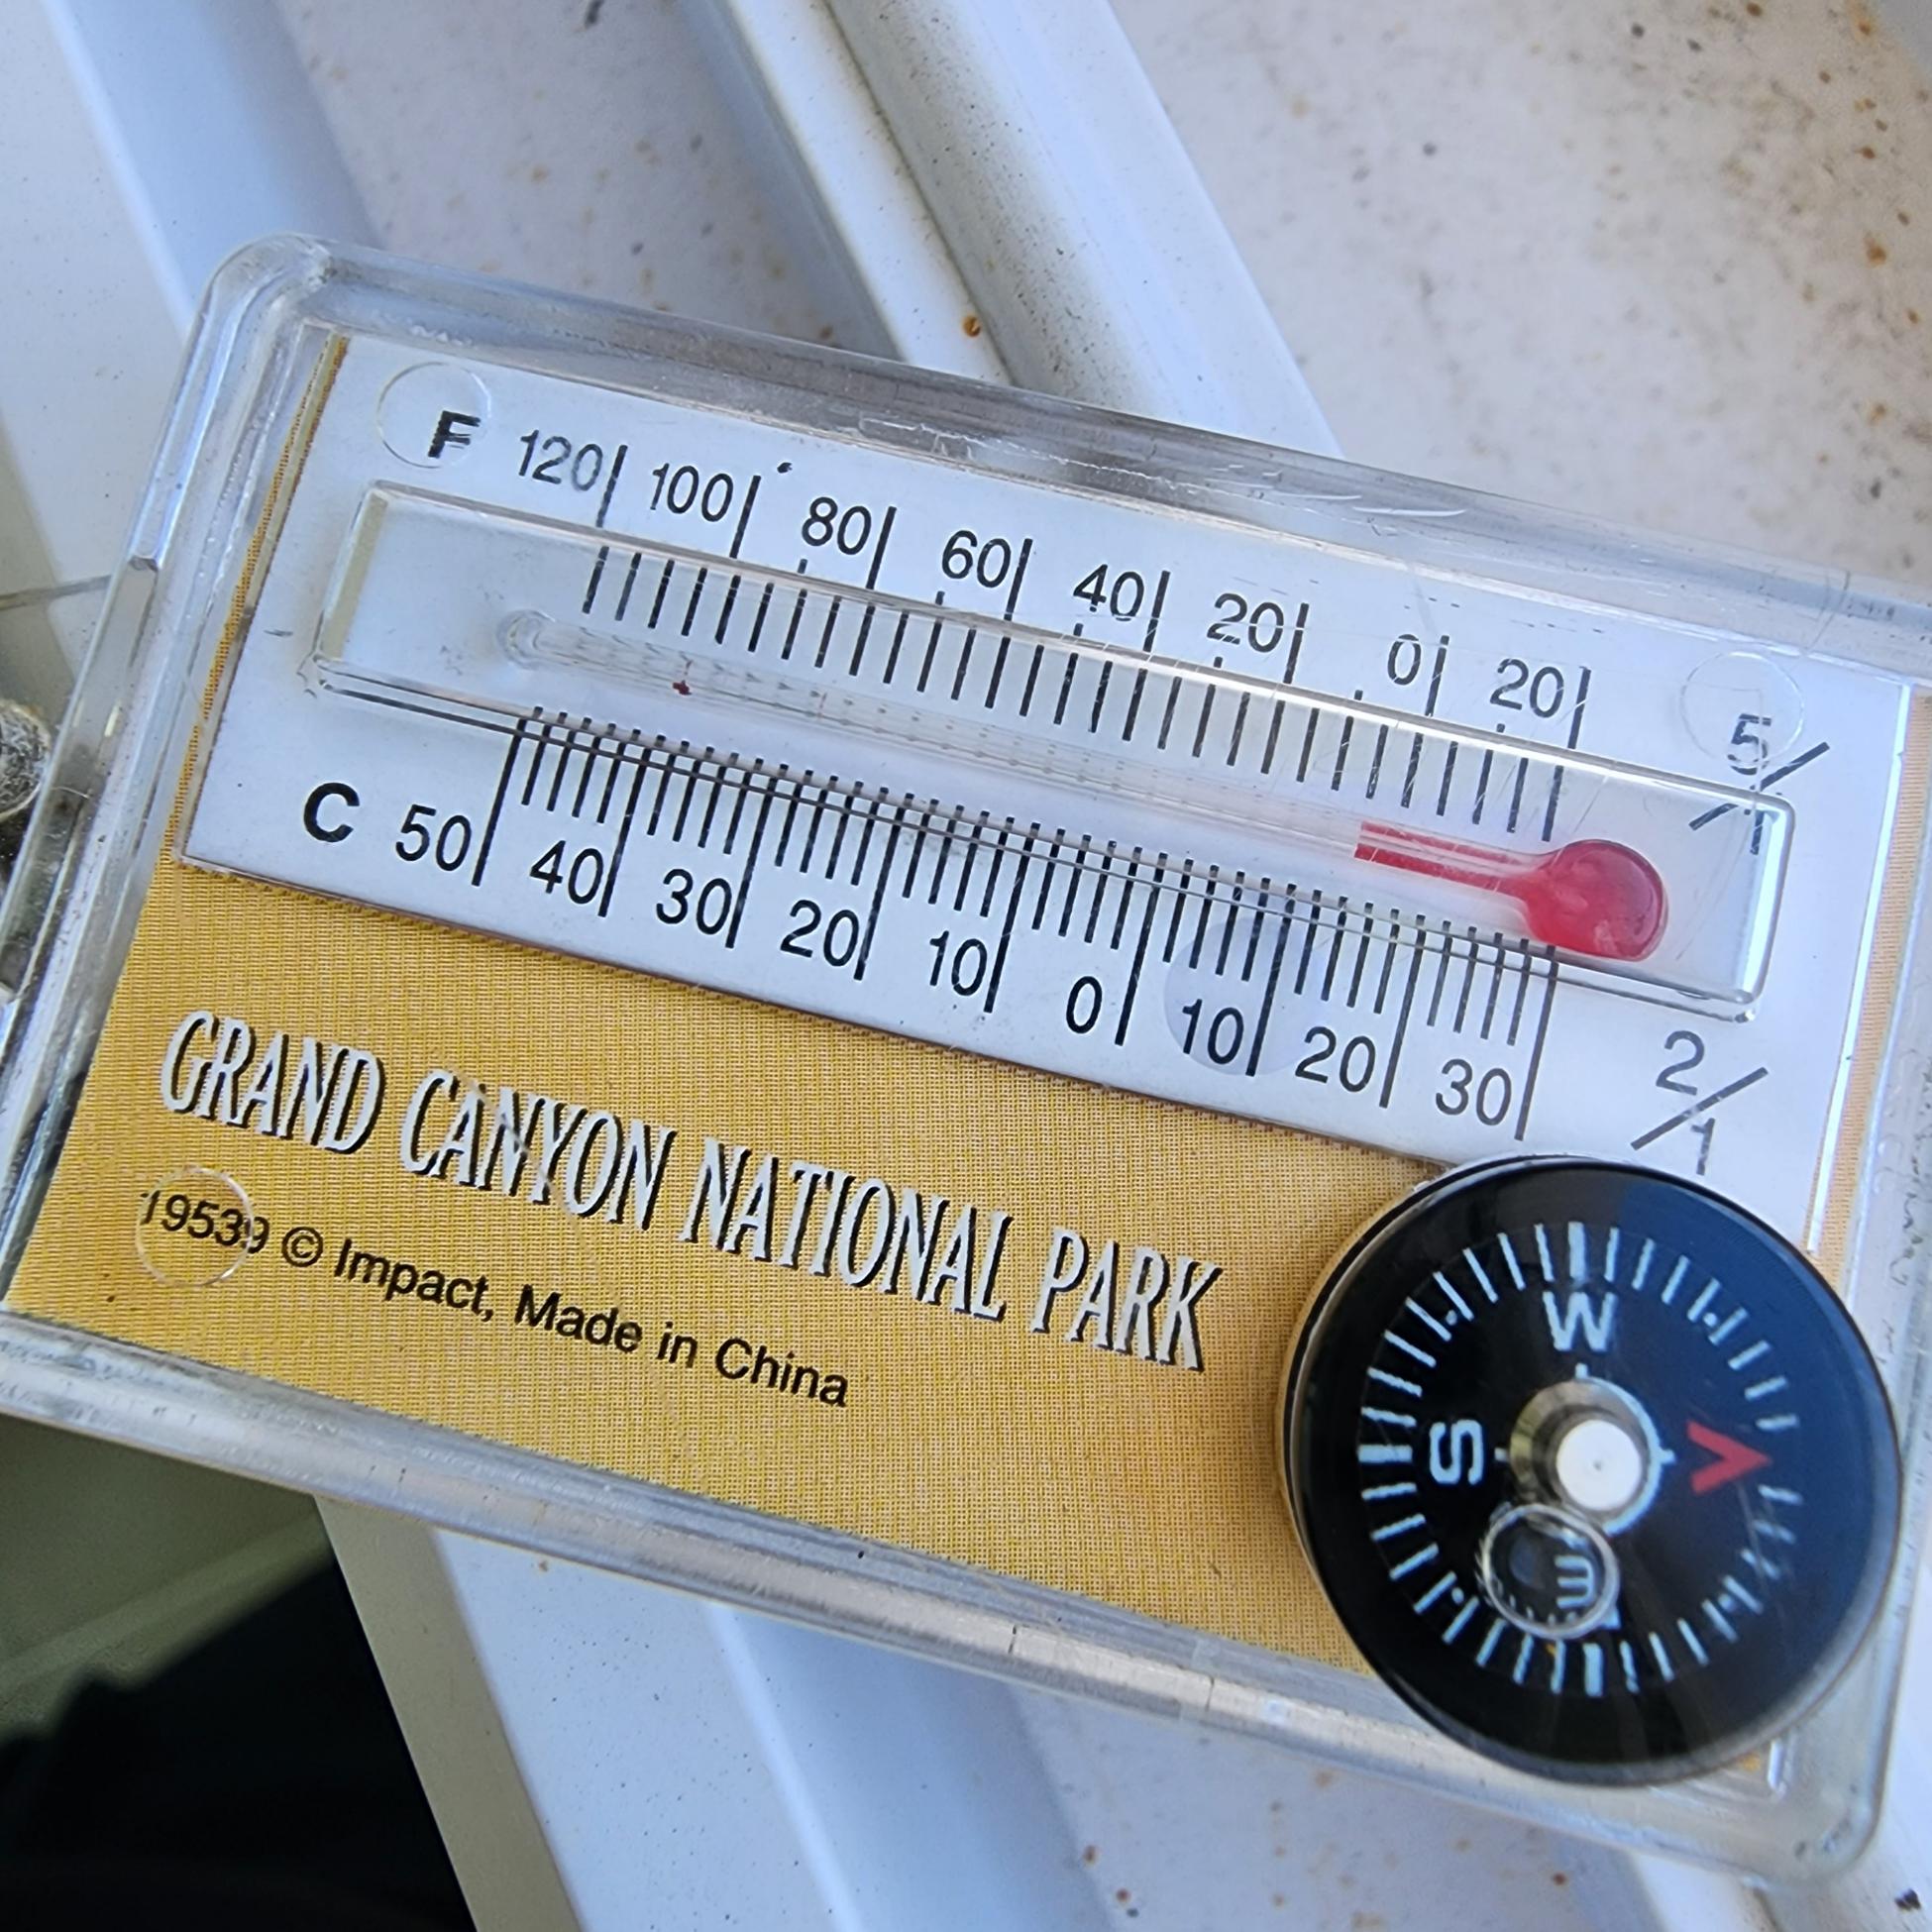 F 120 100 80 60 40 20 0 20 5/1
C 50 40 30 20 10 0 10 20 30 2/1
GRAND CANYON NATIONAL PARK
19539 © Impact, Made in China
W
S
E